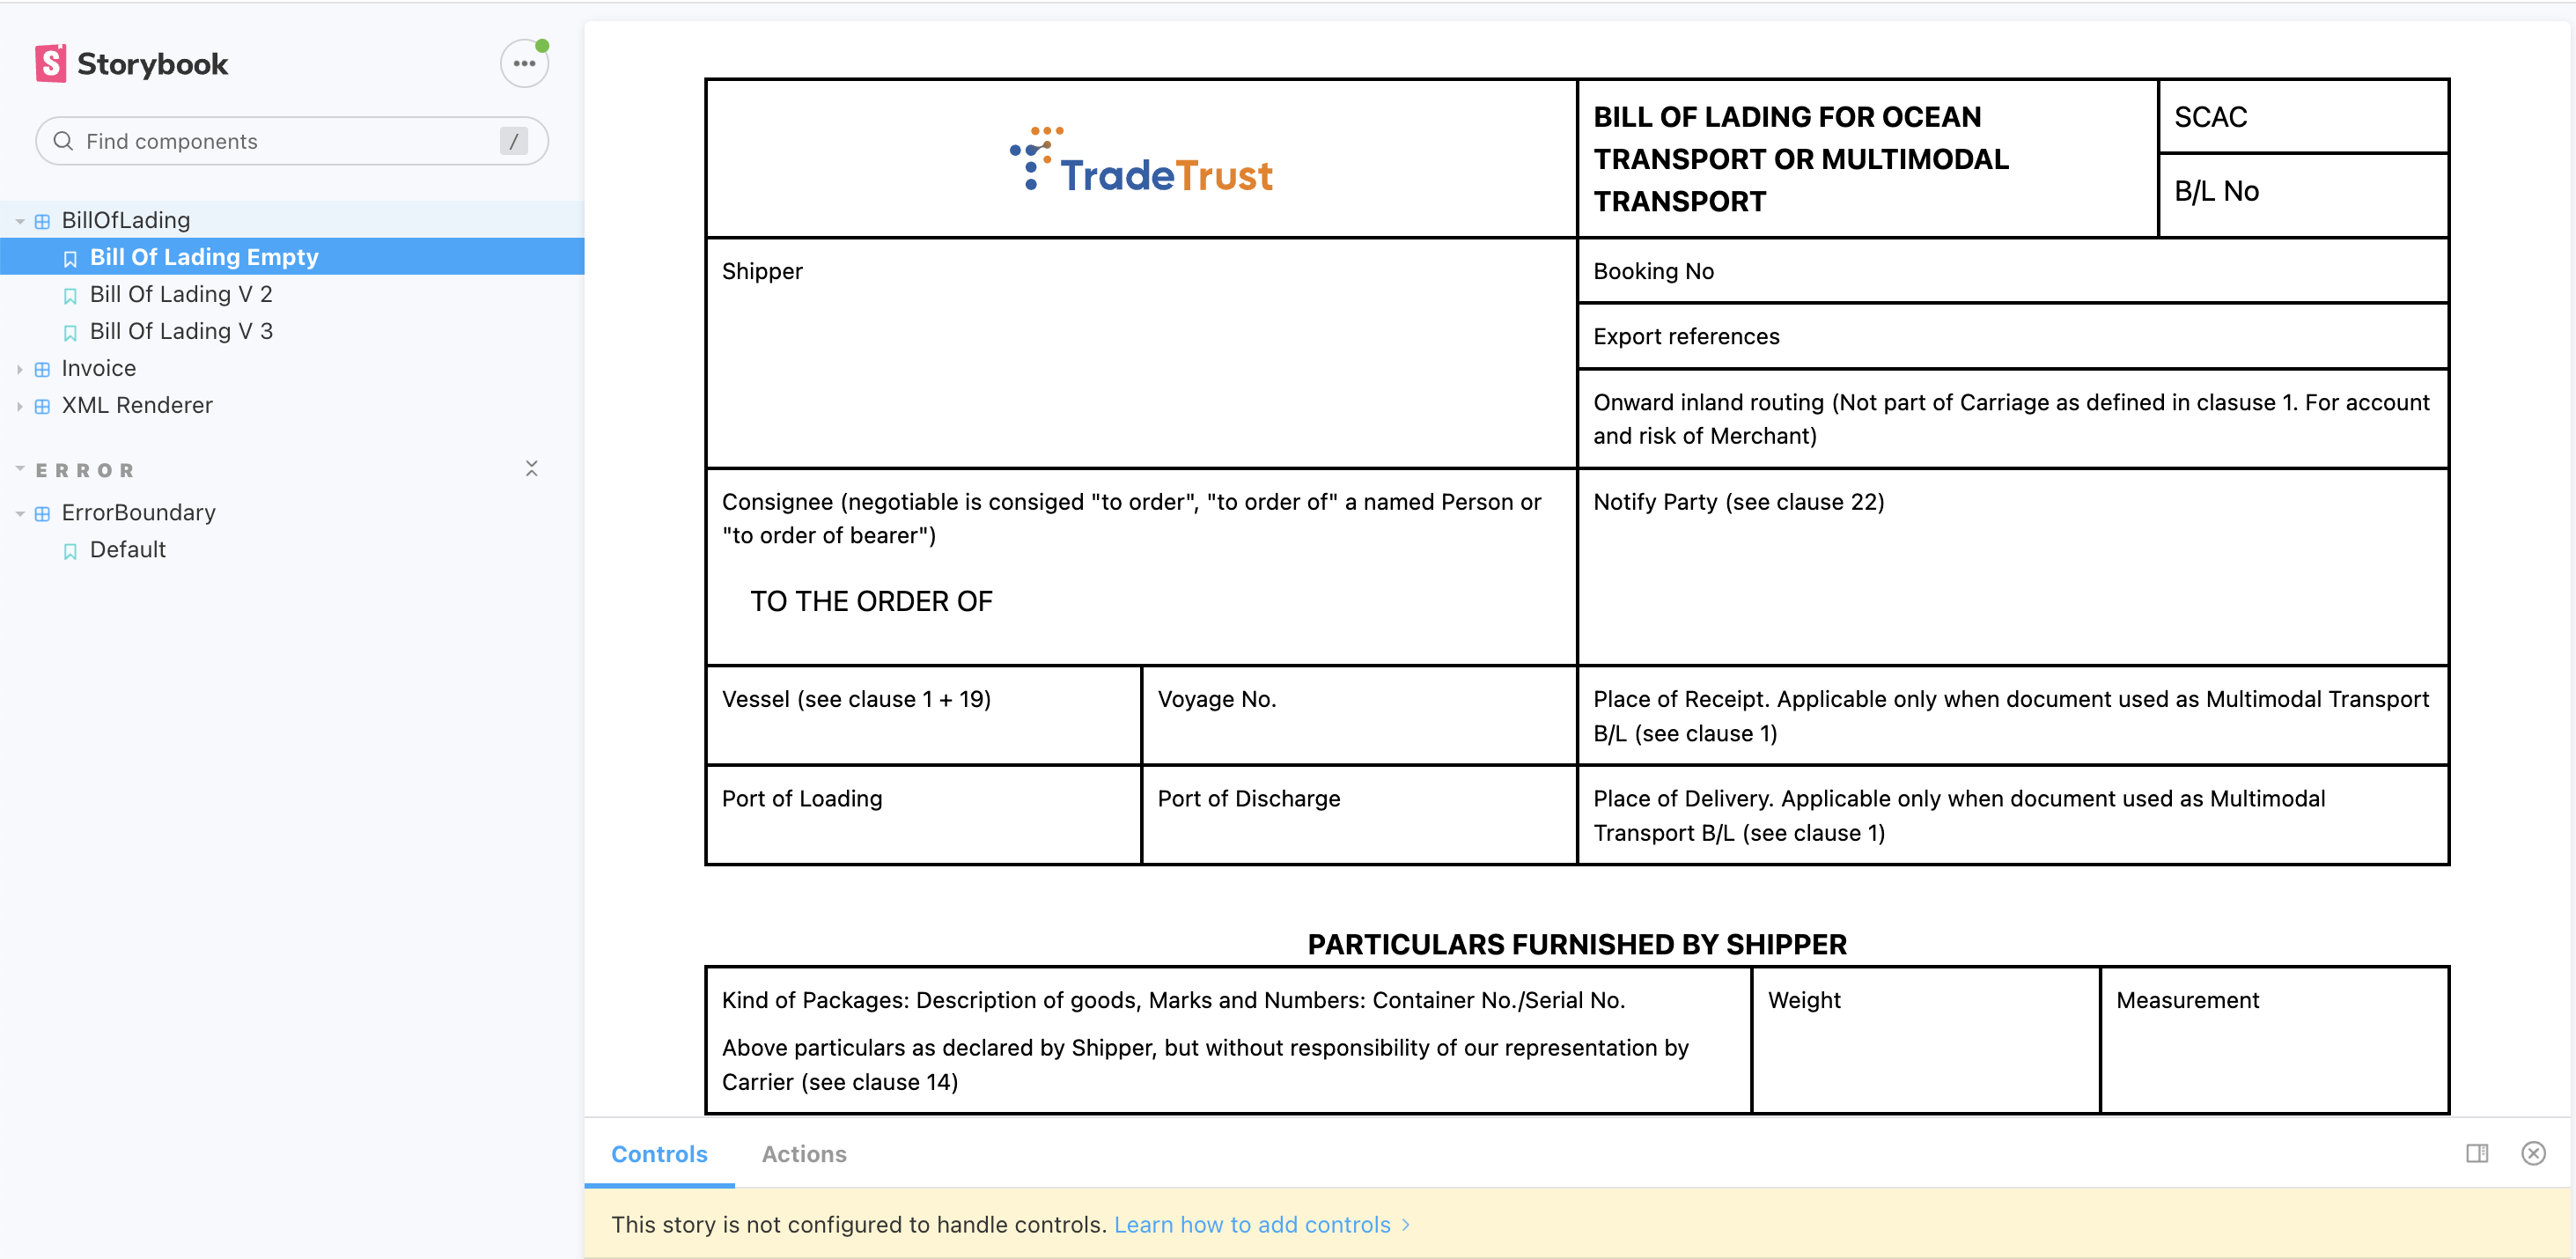 Storybook
Find components
/
BillOfLading
Bill Of Lading Empty
Bill Of Lading V 2
Bill Of Lading V 3
Invoice
XML Renderer
ERROR
ErrorBoundary
Default
TradeTrust
BILL OF LADING FOR OCEAN
TRANSPORT OR MULTIMODAL
TRANSPORT
SCAC
B/L No
Shipper
Booking No
Export references
Onward inland routing (Not part of Carriage as defined in clasuse 1. For account
and risk of Merchant)
Consignee (negotiable is consiged "to order", "to order of" a named Person or
"to order of bearer")
TO THE ORDER OF
Notify Party (see clause 22)
Vessel (see clause 1 + 19)
Voyage No.
Place of Receipt. Applicable only when document used as Multimodal Transport
B/L (see clause 1)
Port of Loading
Port of Discharge
Place of Delivery. Applicable only when document used as Multimodal
Transport B/L (see clause 1)
PARTICULARS FURNISHED BY SHIPPER
Kind of Packages: Description of goods, Marks and Numbers: Container No./Serial No.
Above particulars as declared by Shipper, but without responsibility of our representation by
Carrier (see clause 14)
Weight
Measurement
Controls
Actions
This story is not configured to handle controls. Learn how to add controls